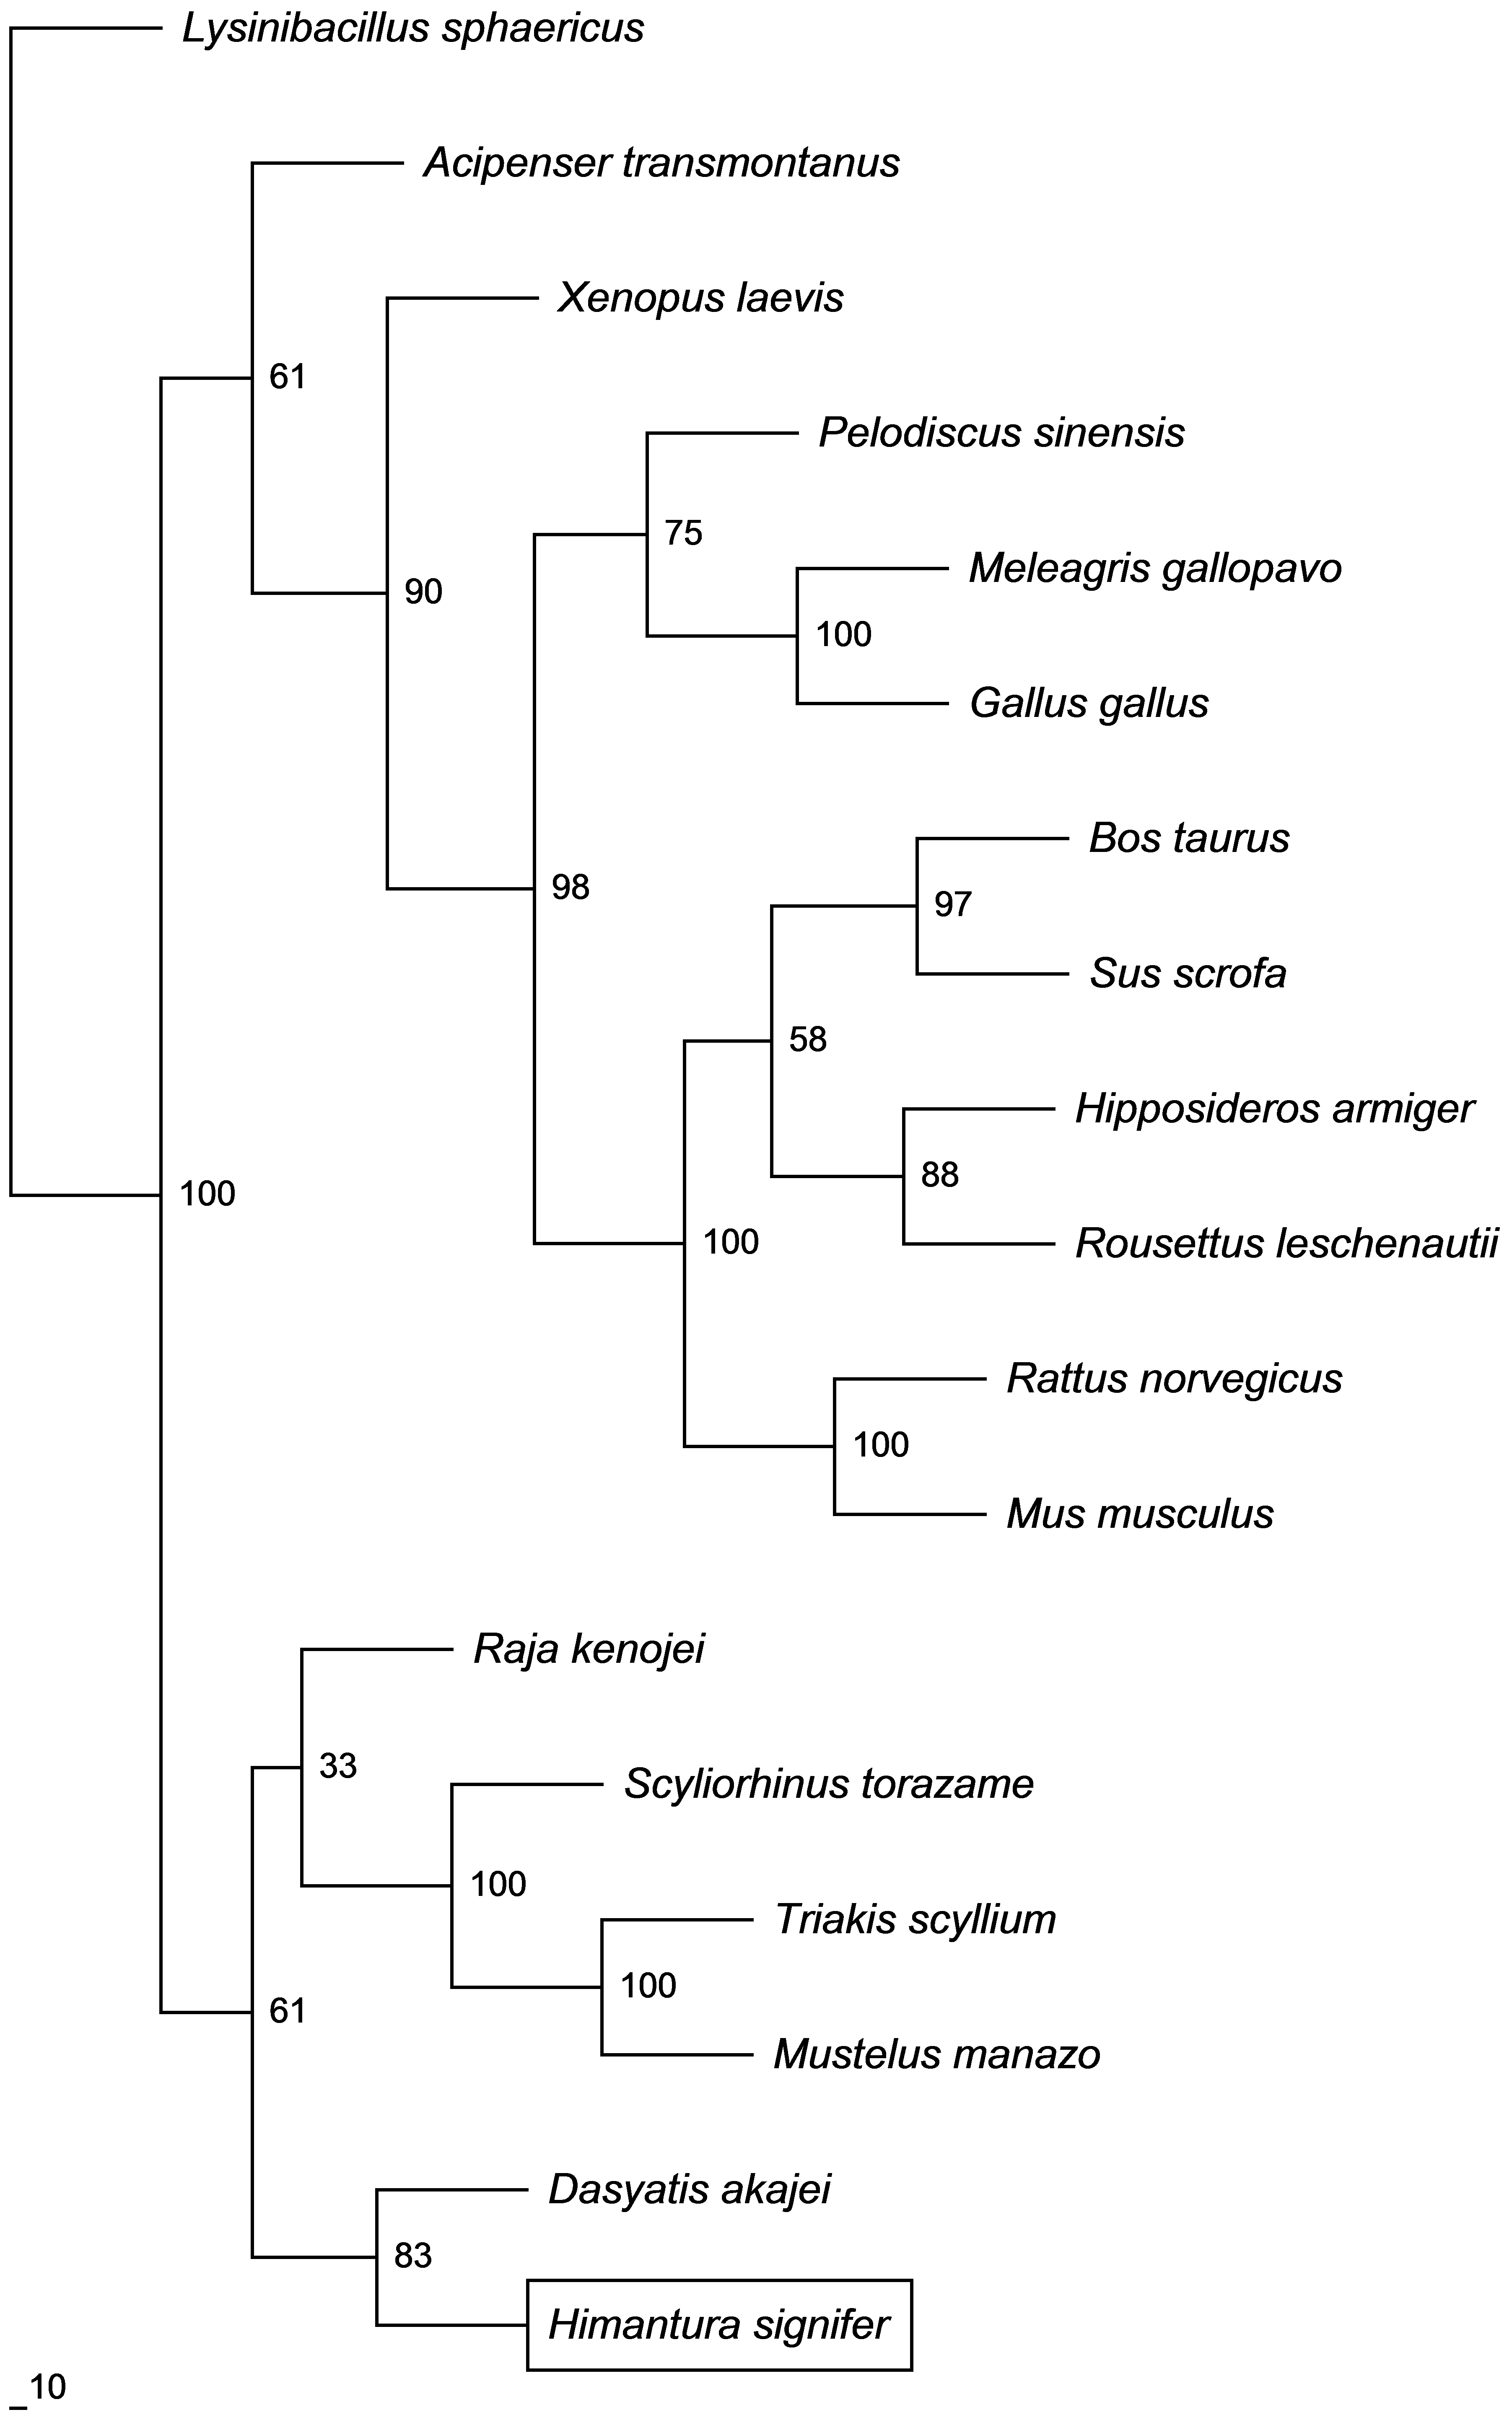 Lysinibacillus sphaericus
Acipenser transmontanus
Xenopus laevis
61
Pelodiscus sinensis
75
Meleagris gallopavo
90
100
Gallus gallus
Bos taurus
98
97
Sus scrofa
58
Hipposideros armiger
88
100
100
Rousettus leschenautii
Rattus norvegicus
100
Mus musculus
Raja kenojei
33
Scyliorhinus torazame
100
Triakis scyllium
100
61
Mustelus manazo
Dasyatis akajei
83
Himantura signifer
10